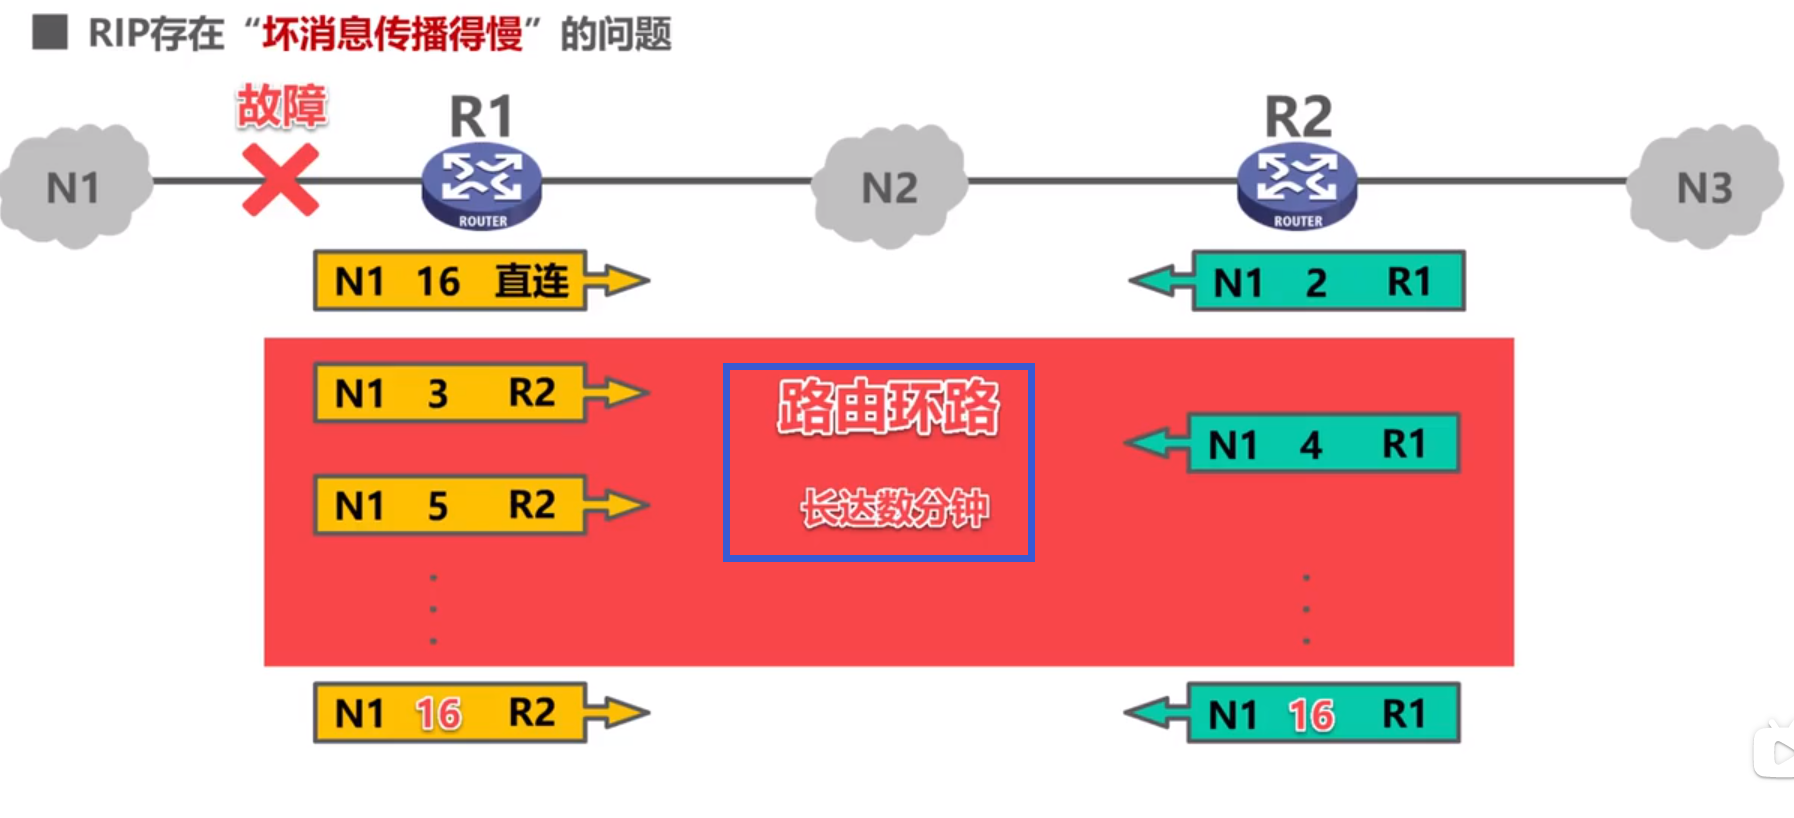 RIP存在“坏消息传播得慢”的问题
故障
R1
R2
N1
N2
N3
ROUTER
ROUTER
N1 16 直连
N1 2 R1
N1 3 R2
路由环路
N1 4 R1
N1 5 R2
长达数分钟
N1 16 R2
N1 16 R1